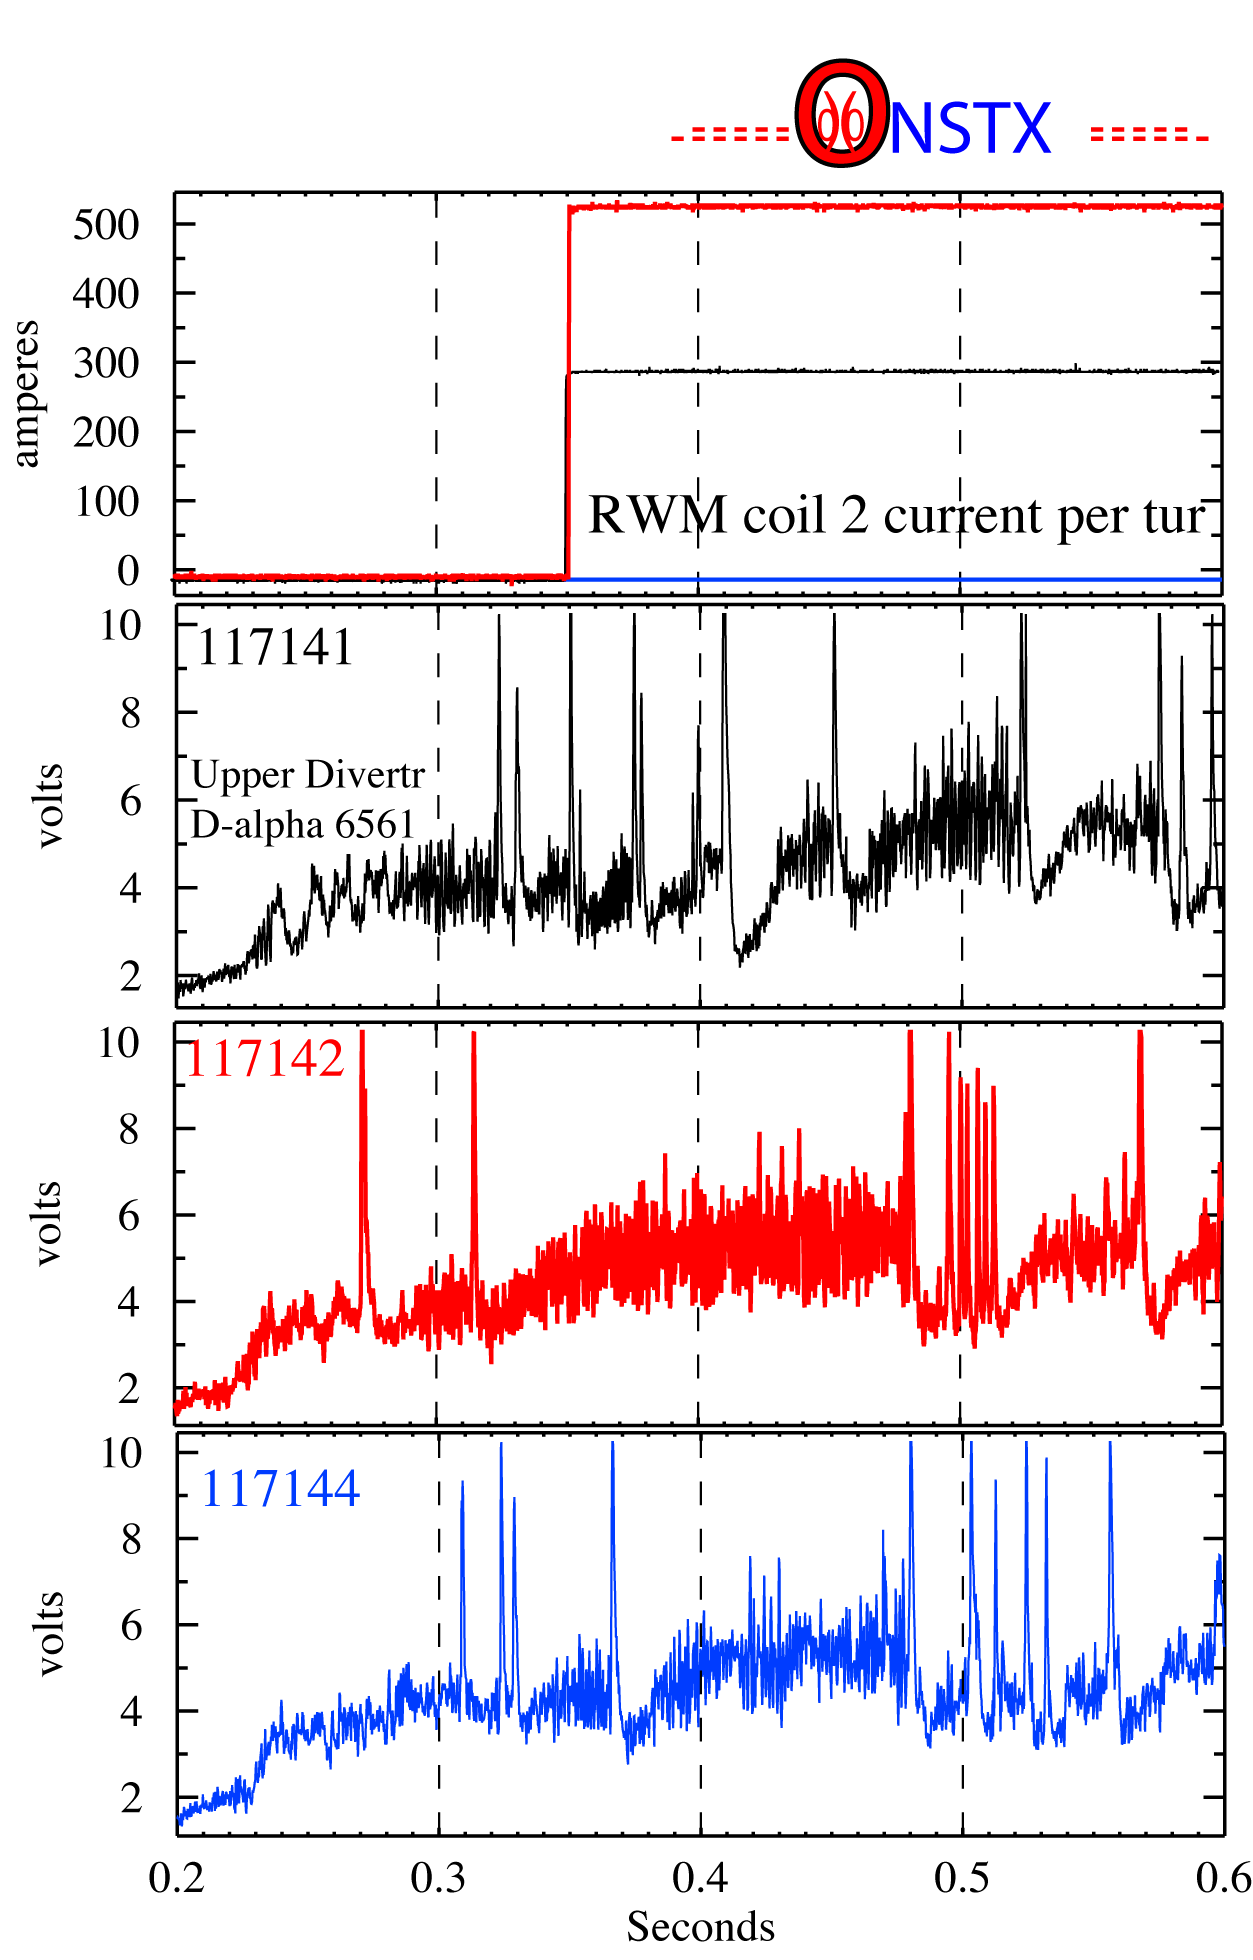 NSTX
500
400
300
200
100
0
amperes
RWM coil 2 current per tur
10
8
6
4
2
volts
117141
Upper Divertr
D-alpha 6561
10
8
6
4
2
volts
117142
10
8
6
4
2
volts
117144
0.2 0.3 0.4 0.5 0.6
Seconds